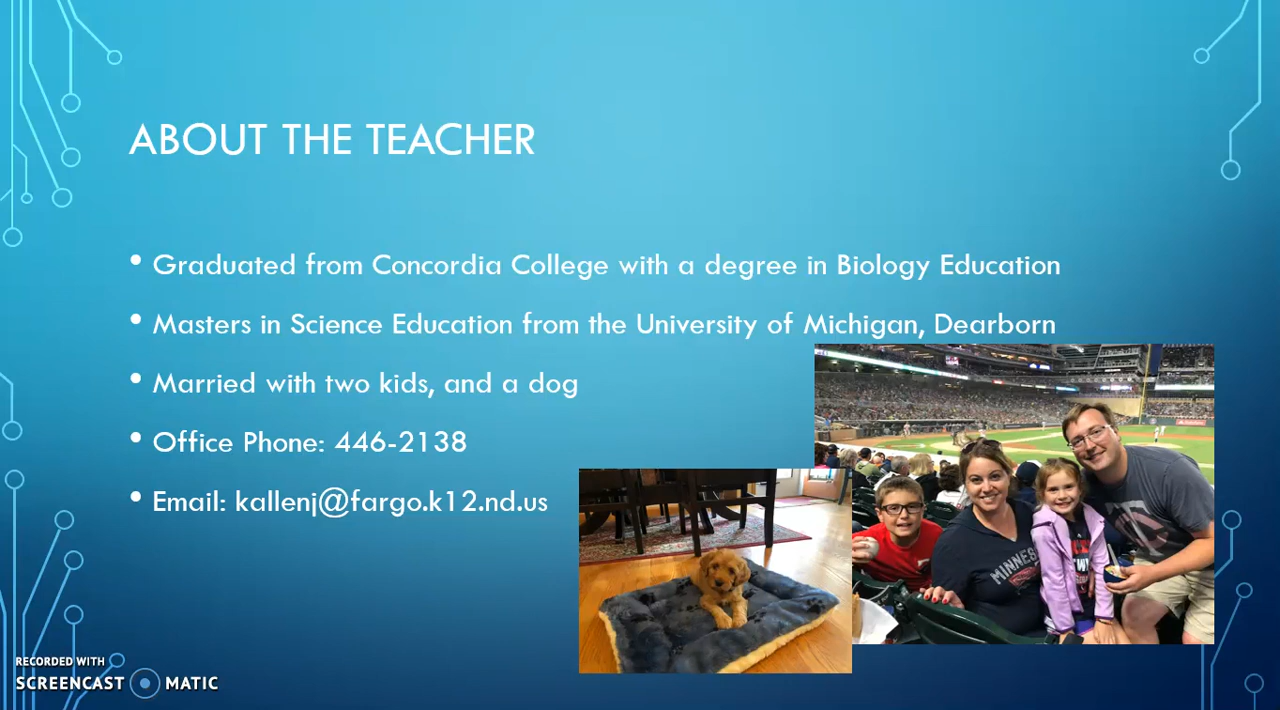 ABOUT THE TEACHER
• Graduated from Concordia College with a degree in Biology Education
• Masters in Science Education from the University of Michigan, Dearborn
• Married with two kids, and a dog
• Office Phone: 446-2138
• Email: kallenj@fargo.k12.nd.us
RECORDED WITH
SCREENCAST MATIC